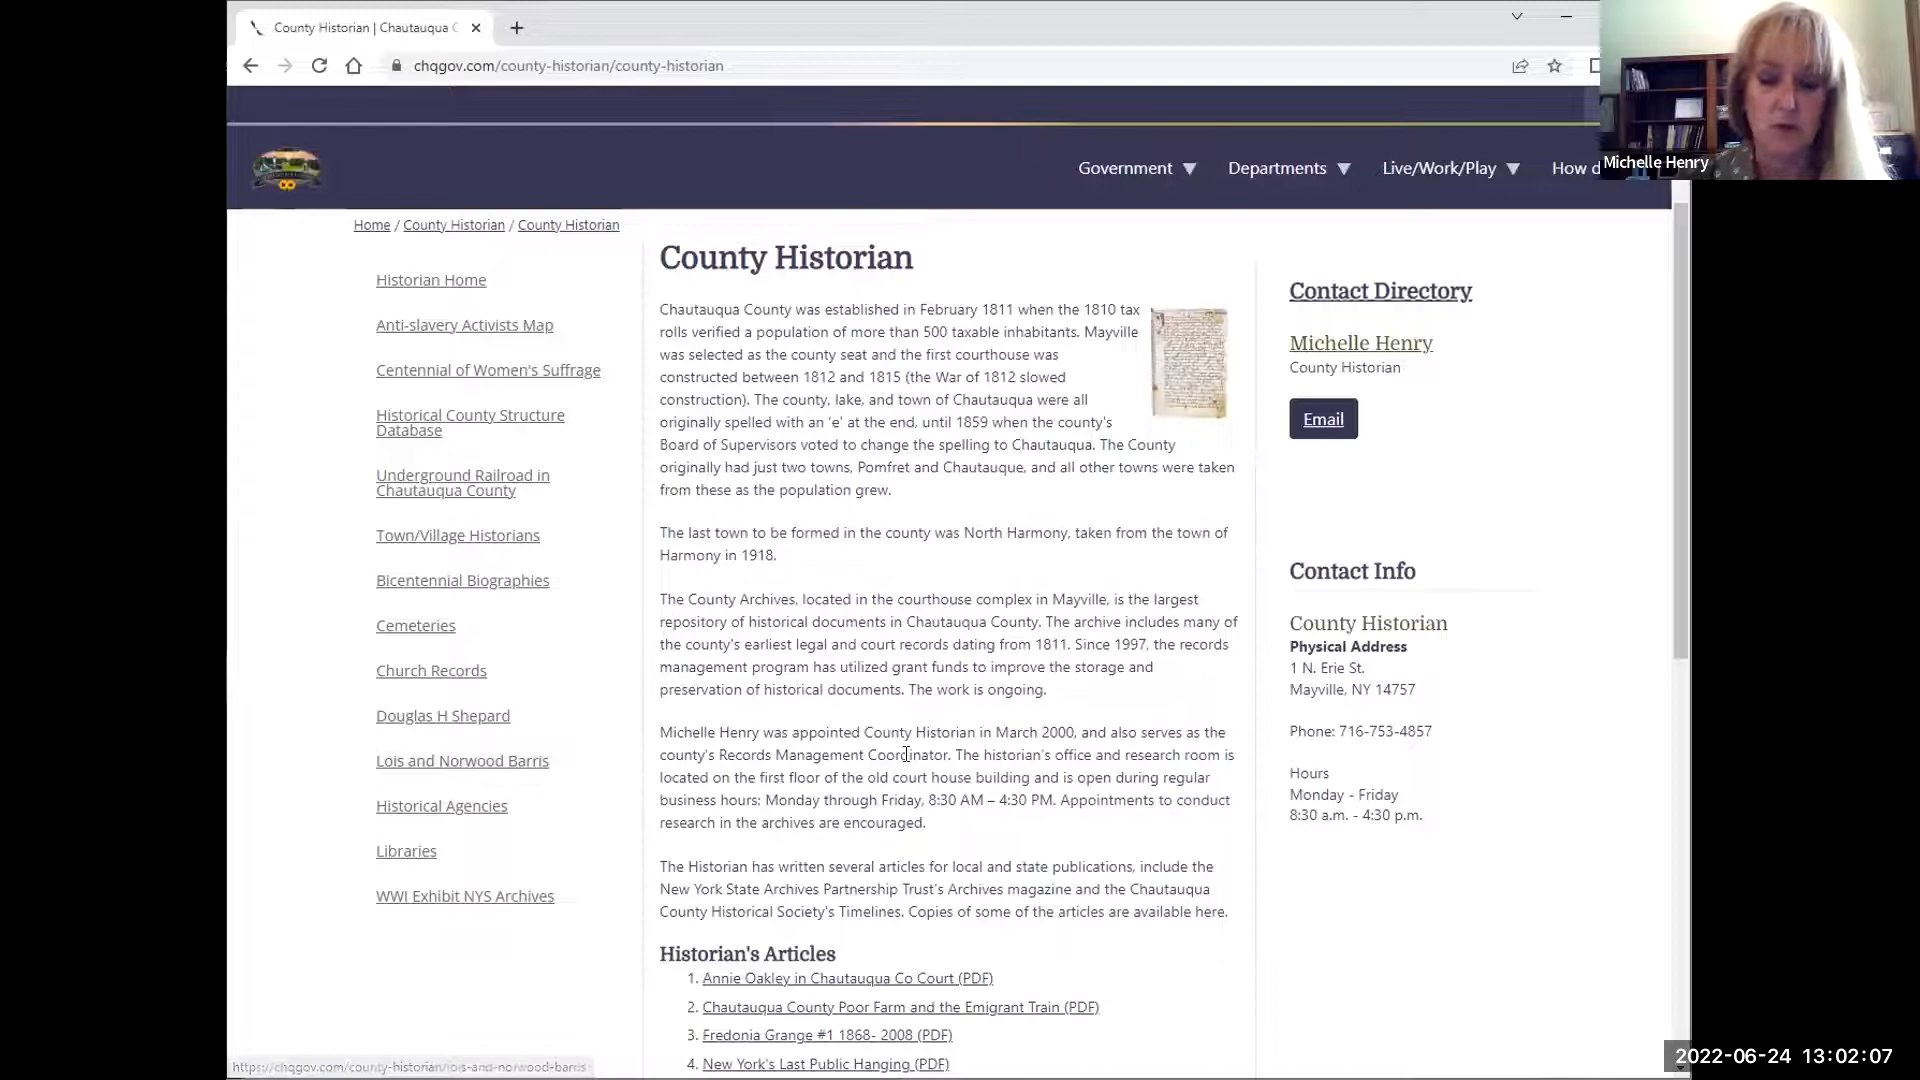 County Historian | Chautauqua C
chqgov.com/county-historian/county-historian
Michelle Henry
Government
Departments
Live/Work/Play
How d
Home / County Historian / County Historian
Historian Home
Anti-slavery Activists Map
Centennial of Women's Suffrage
Historical County Structure
Database
Underground Railroad in
Chautauqua County
Town/Village Historians
Bicentennial Biographies
Cemeteries
Church Records
Douglas H Shepard
Lois and Norwood Barris
Historical Agencies
Libraries
WWI Exhibit NYS Archives
County Historian
Chautauqua County was established in February 1811 when the 1810 tax
rolls verified a population of more than 500 taxable inhabitants. Mayville
was selected as the county seat and the first courthouse was
constructed between 1812 and 1815 (the War of 1812 slowed
construction). The county, lake, and town of Chautauqua were all
originally spelled with an 'e' at the end, until 1859 when the county's
Board of Supervisors voted to change the spelling to Chautauqua. The County
originally had just two towns, Pomfret and Chautauque, and all other towns were taken
from these as the population grew.
The last town to be formed in the county was North Harmony, taken from the town of
Harmony in 1918.
The County Archives, located in the courthouse complex in Mayville, is the largest
repository of historical documents in Chautauqua County. The archive includes many of
the county's earliest legal and court records dating from 1811. Since 1997, the records
management program has utilized grant funds to improve the storage and
preservation of historical documents. The work is ongoing.
Michelle Henry was appointed County Historian in March 2000, and also serves as the
county's Records Management Coordinator. The historian's office and research room is
located on the first floor of the old court house building and is open during regular
business hours: Monday through Friday, 8:30 AM – 4:30 PM. Appointments to conduct
research in the archives are encouraged.
The Historian has written several articles for local and state publications, include the
New York State Archives Partnership Trust's Archives magazine and the Chautauqua
County Historical Society's Timelines. Copies of some of the articles are available here.
Historian's Articles
1. Annie Oakley in Chautauqua Co Court (PDF)
2. Chautauqua County Poor Farm and the Emigrant Train (PDF)
3. Fredonia Grange #1 1868- 2008 (PDF)
4. New York's Last Public Hanging (PDF)
Contact Directory
Michelle Henry
County Historian
Email
Contact Info
County Historian
Physical Address
1 N. Erie St.
Mayville, NY 14757
Phone: 716-753-4857
Hours
Monday - Friday
8:30 a.m. - 4:30 p.m.
https://chqgov.com/county-historian/lois-and-norwood-barris
2022-06-24 13:02:07